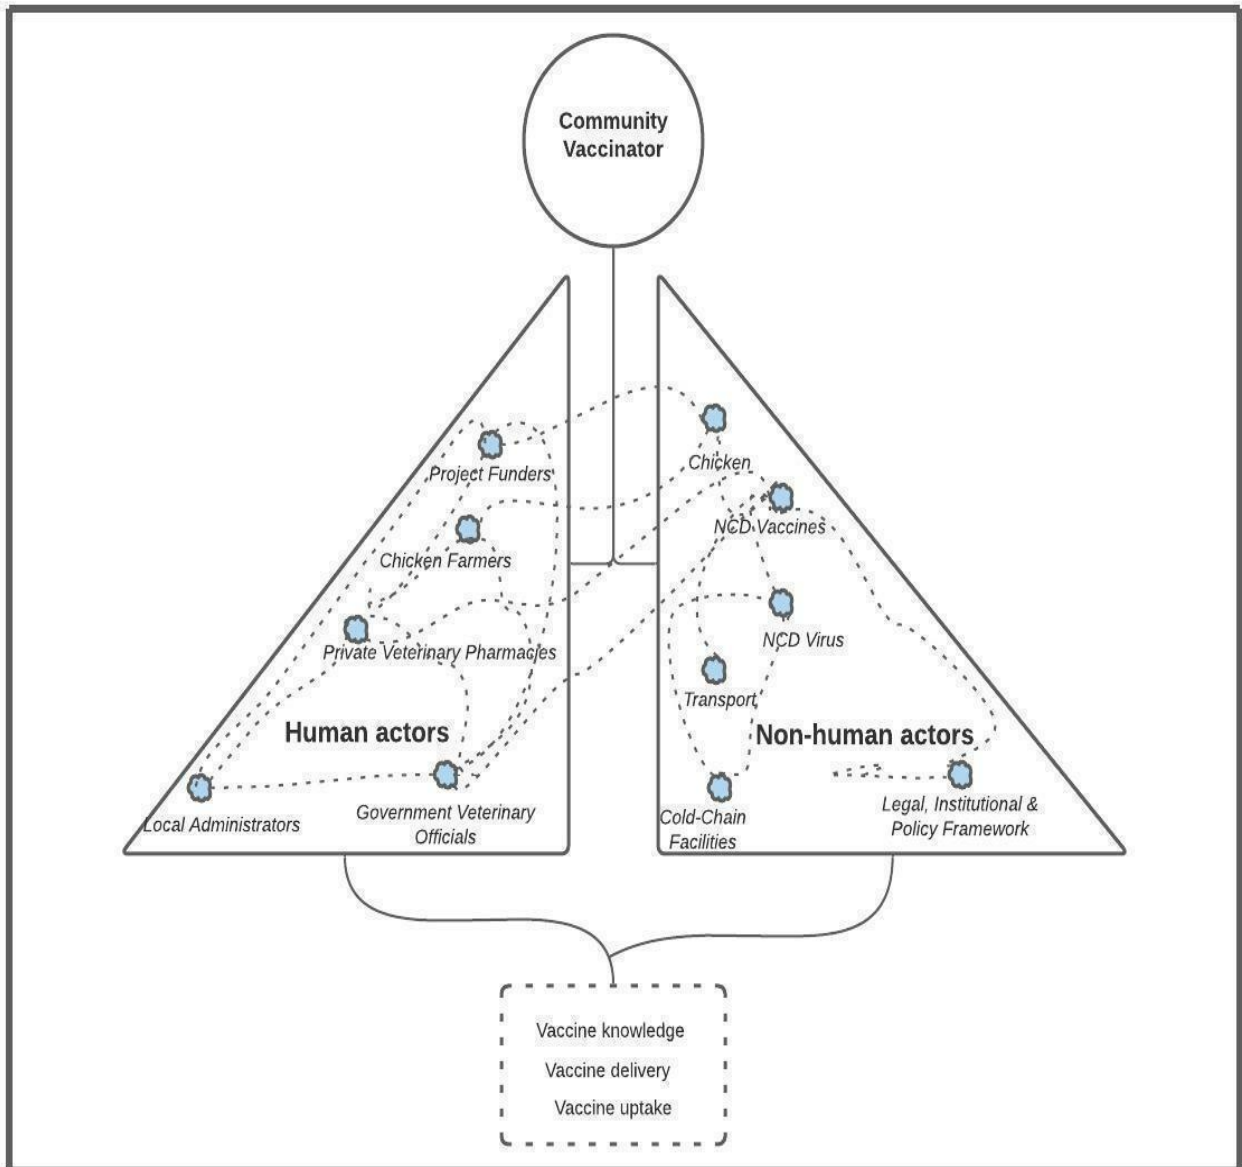 Community
Vaccinator
Project Funders
Chicken Farmers
Private Veterinary Pharmacies
Human actors
Local Administrators
Government Veterinary
Officials
Chicken
NCD Vaccines
NCD Virus
Transport
Non-human actors
Cold-Chain
Facilities
Legal, Institutional &
Policy Framework
Vaccine knowledge
Vaccine delivery
Vaccine uptake